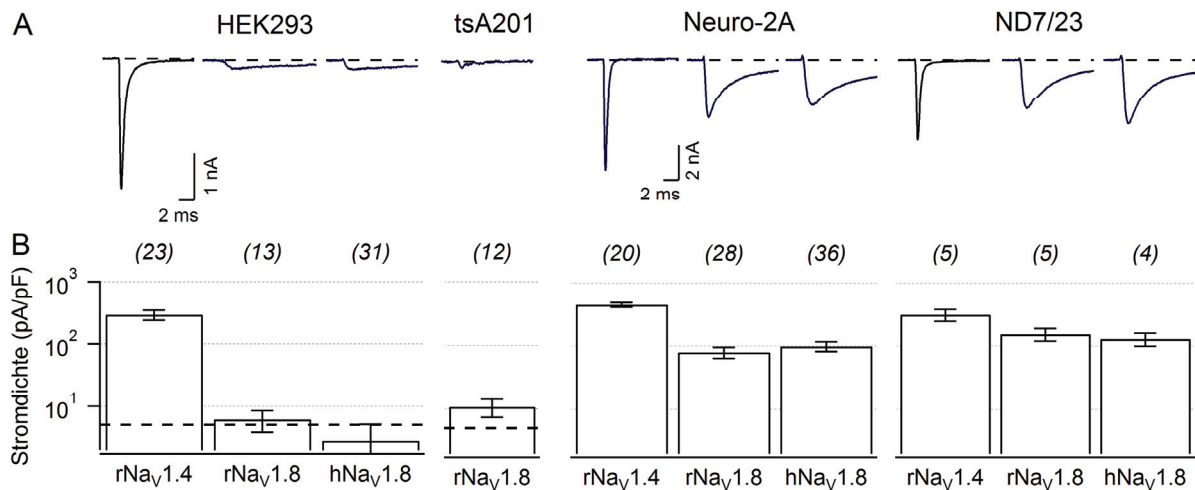 A
HEK293 tsA201 Neuro-2A ND7/23
1 nA
2 ms
2 nA
2 ms
B
(23) (13) (31) (12) (20) (28) (36) (5) (5) (4)
Stromdichte (pA/pF)
10³
10²
10¹
rNaV1.4 rNaV1.8 hNaV1.8 rNaV1.8 rNaV1.4 rNaV1.8 hNaV1.8 rNaV1.4 rNaV1.8 hNaV1.8